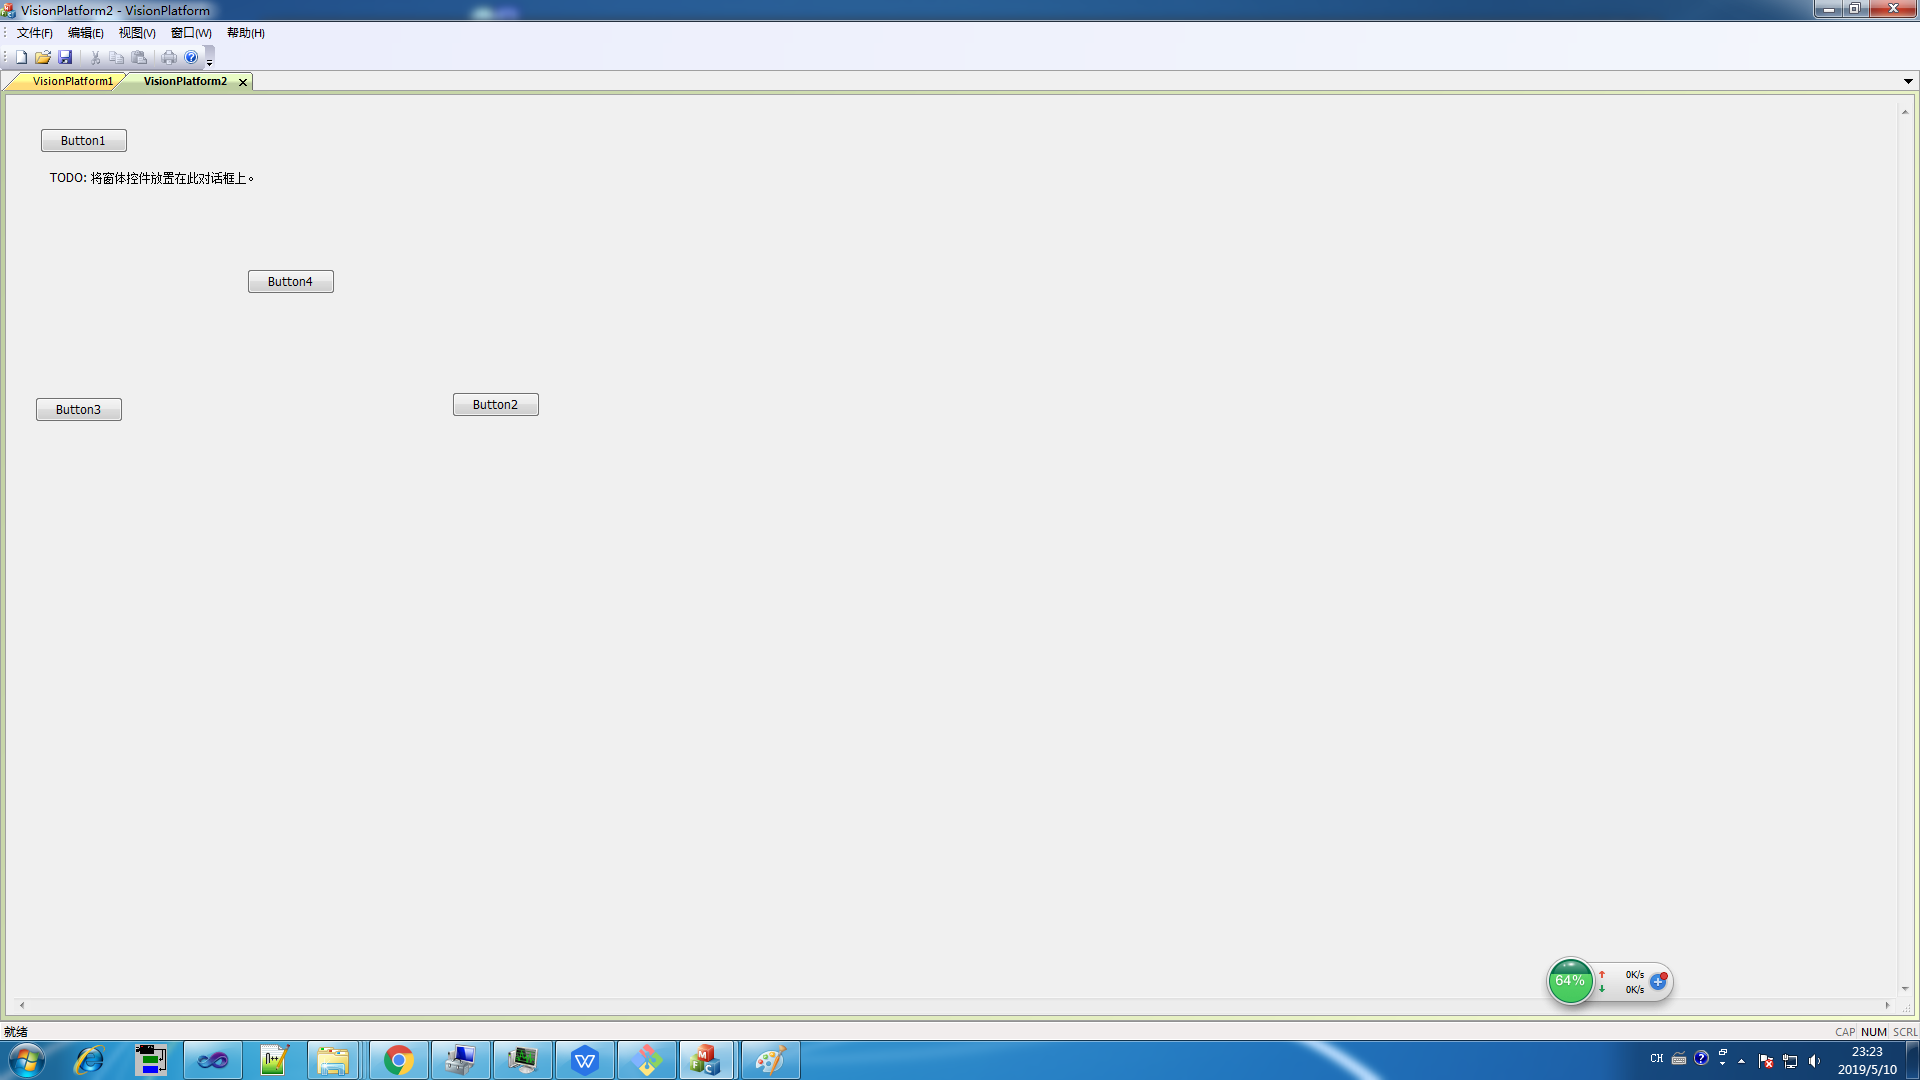 VisionPlatform2 - VisionPlatform
文件(F) 编辑(E) 视图(V) 窗口(W) 帮助(H)
VisionPlatform1 VisionPlatform2
Button1
TODO: 将窗体控件放置在此对话框上。
Button4
Button3
Button2
64%
0K/s
0K/s
就绪
CAP NUM SCRL
CH
23:23
2019/5/10